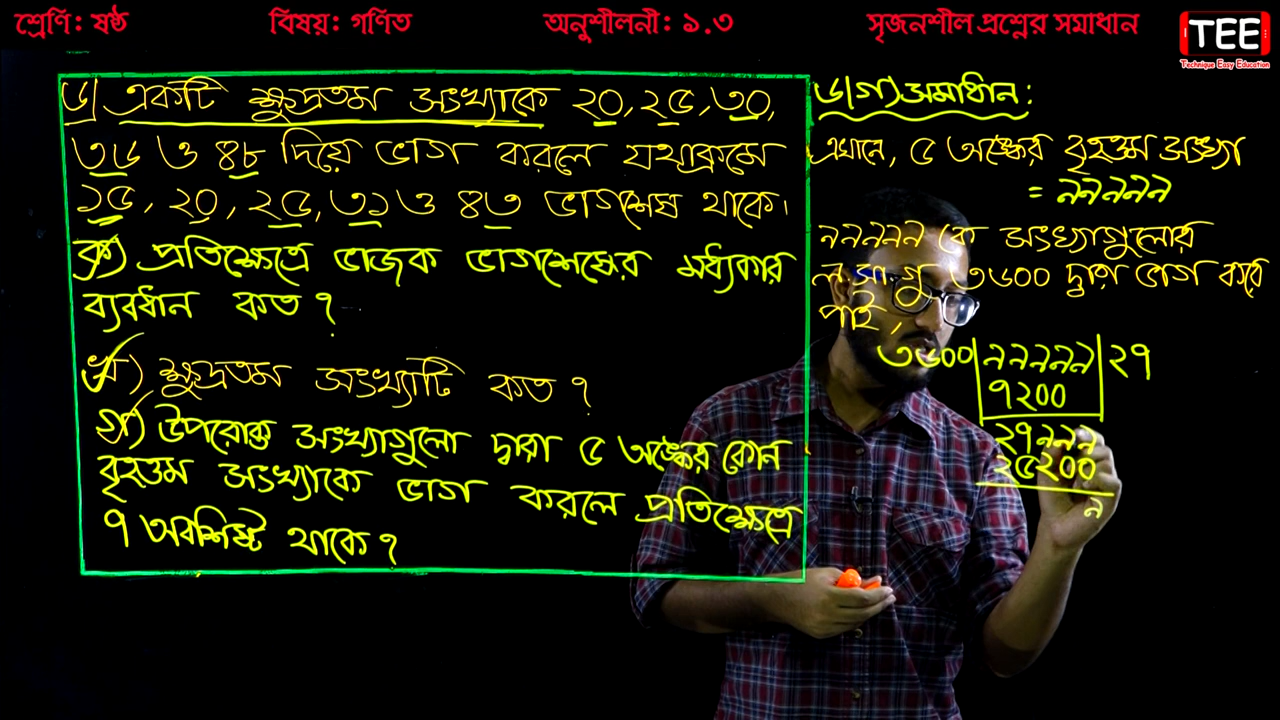 শ্রেণি: ষষ্ঠ
বিষয়: গণিত
অনুশীলনী: ১.৩
সৃজনশীল প্রশ্নের সমাধান
TEE
Technique Easy Education
৬| একটি ক্ষুদ্রতম সংখ্যাকে ২০, ২৫, ৩০,
৩৬ ও ৪৮ দিয়ে ভাগ করলে যথাক্রমে
১৫, ২০, ২৫, ৩১ ও ৪৩ ভাগশেষ থাকে।
ক) প্রতিক্ষেত্রে ভাজক ভাগশেষের মধ্যকার
ব্যবধান কত ?
খ) ক্ষুদ্রতম সংখ্যাটি কত ?
গ) উপরোক্ত সংখ্যাগুলো দ্বারা ৫ অঙ্কের কোন
বৃহত্তম সংখ্যাকে ভাগ করলে প্রতিক্ষেত্রে
৭ অবশিষ্ট থাকে ?
৬|গ) সমাধান:
এখানে, ৫ অঙ্কের বৃহত্তম সংখ্যা
= ৯৯৯৯৯
৯৯৯৯৯ কে সংখ্যাগুলোর
ল.সা.গু ৩৬০০ দ্বারা ভাগ করে
পাই,
৩৬০০|৯৯৯৯৯|২৭
৭২০০
২৭৯৯৯
২৫২০০
৯